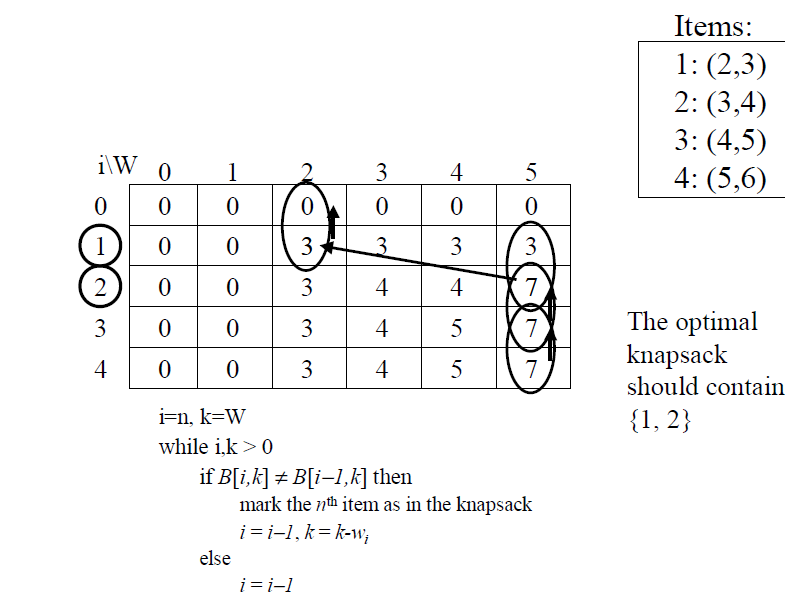 Items:
1: (2,3)
2: (3,4)
3: (4,5)
4: (5,6)
i\W 0 1 2 3 4 5
0 0 0 0 0 0 0
1 0 0 3 3 3 3
2 0 0 3 4 4 7
3 0 0 3 4 5 7
4 0 0 3 4 5 7
The optimal
knapsack
should contain
{1, 2}
i=n, k=W
while i,k > 0
if B[i,k] ≠ B[i–1,k] then
mark the nth item as in the knapsack
i = i–1, k = k-wi
else
i = i–1